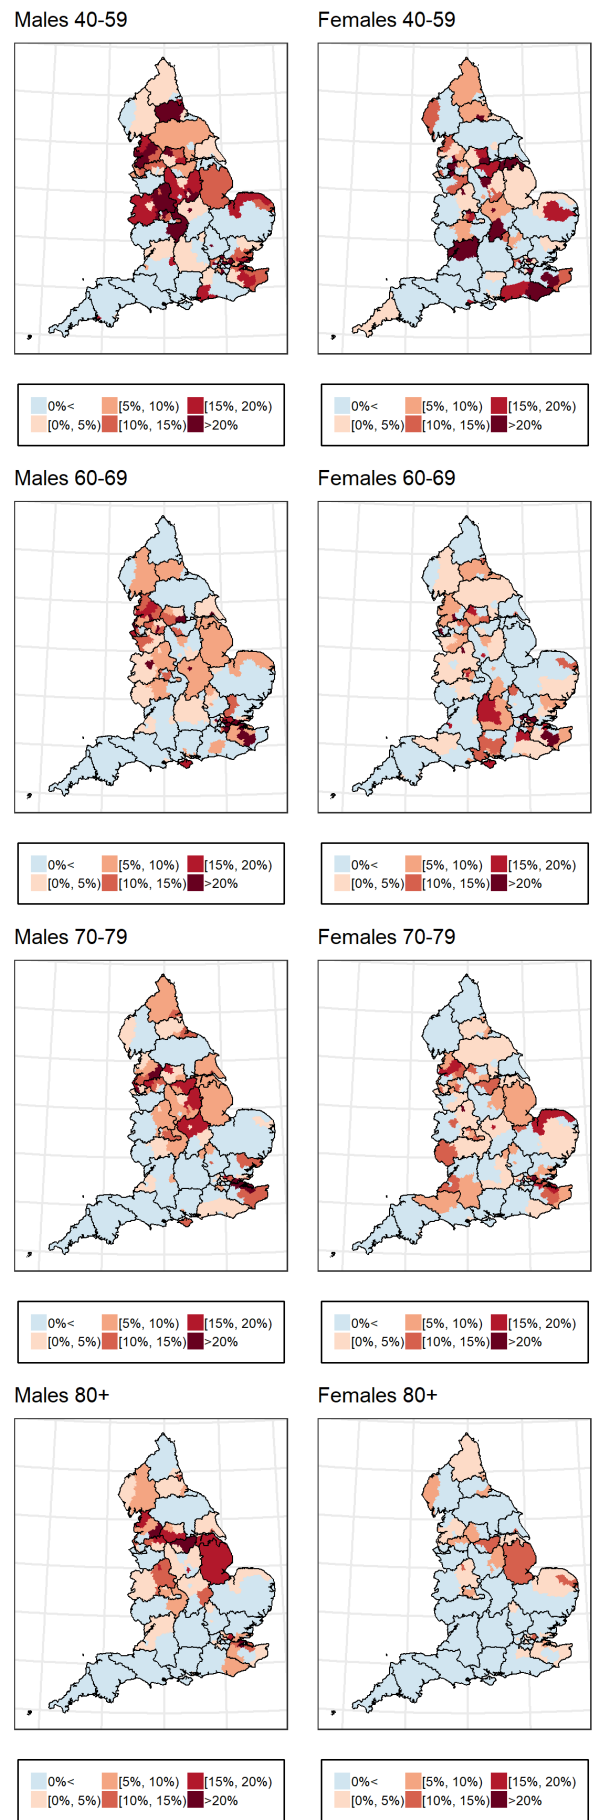 Males 40-59 Females 40-59
0%< [5%, 10%) [15%, 20%) 0%< [5%, 10%) [15%, 20%)
[0%, 5%) [10%, 15%) >20% [0%, 5%) [10%, 15%) >20%
Males 60-69 Females 60-69
0%< [5%, 10%) [15%, 20%) 0%< [5%, 10%) [15%, 20%)
[0%, 5%) [10%, 15%) >20% [0%, 5%) [10%, 15%) >20%
Males 70-79 Females 70-79
0%< [5%, 10%) [15%, 20%) 0%< [5%, 10%) [15%, 20%)
[0%, 5%) [10%, 15%) >20% [0%, 5%) [10%, 15%) >20%
Males 80+ Females 80+
0%< [5%, 10%) [15%, 20%) 0%< [5%, 10%) [15%, 20%)
[0%, 5%) [10%, 15%) >20% [0%, 5%) [10%, 15%) >20%